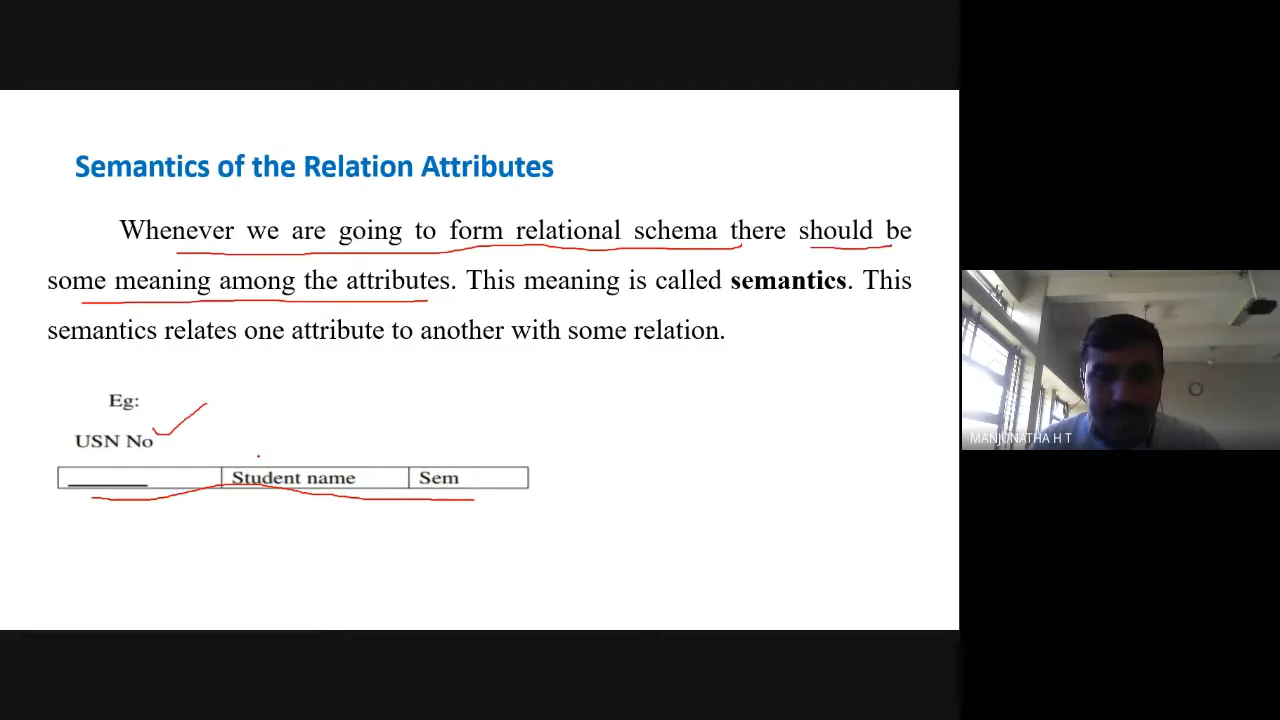 Semantics of the Relation Attributes
Whenever we are going to form relational schema there should be
some meaning among the attributes. This meaning is called semantics. This
semantics relates one attribute to another with some relation.
Eg:
USN No
Student name Sem
MANJUNATHA H T